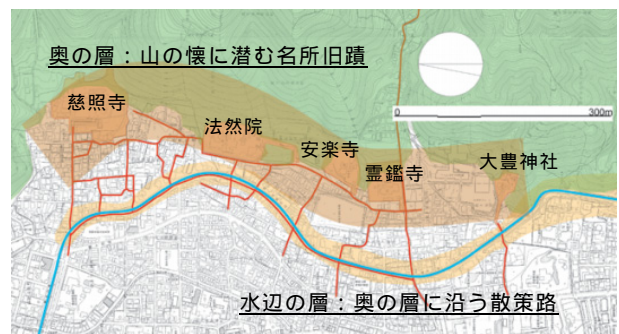 奥の層：山の懐に潜む名所旧蹟
慈照寺
法然院
安楽寺
霊鑑寺
大豊神社
0 300m
水辺の層：奥の層に沿う散策路